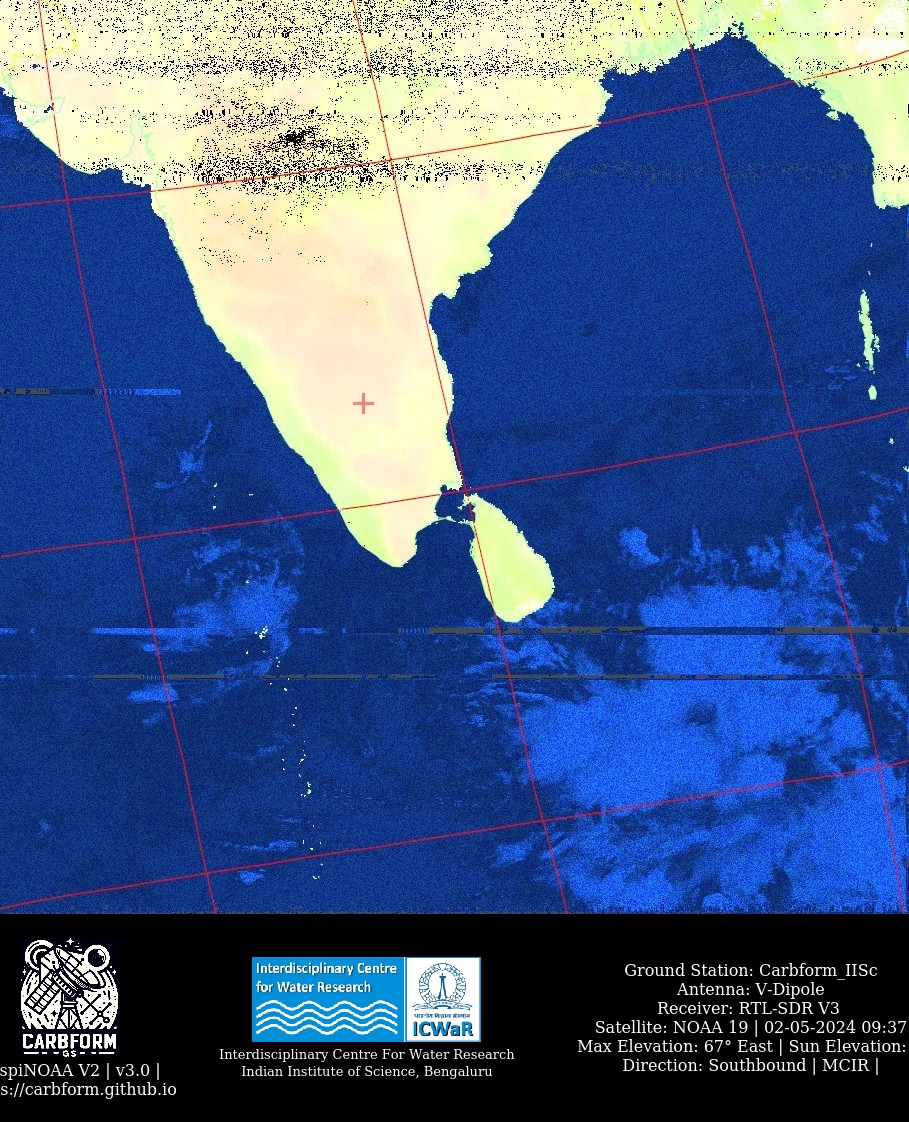 CARBFORM
GS
spiNOAA V2 | v3.0 |
s://carbform.github.io
Interdisciplinary Centre
for Water Research
ICWaR
Interdisciplinary Centre For Water Research
Indian Institute of Science, Bengaluru
Ground Station: Carbform_IISc
Antenna: V-Dipole
Receiver: RTL-SDR V3
Satellite: NOAA 19 | 02-05-2024 09:37
Max Elevation: 67° East | Sun Elevation:
Direction: Southbound | MCIR |